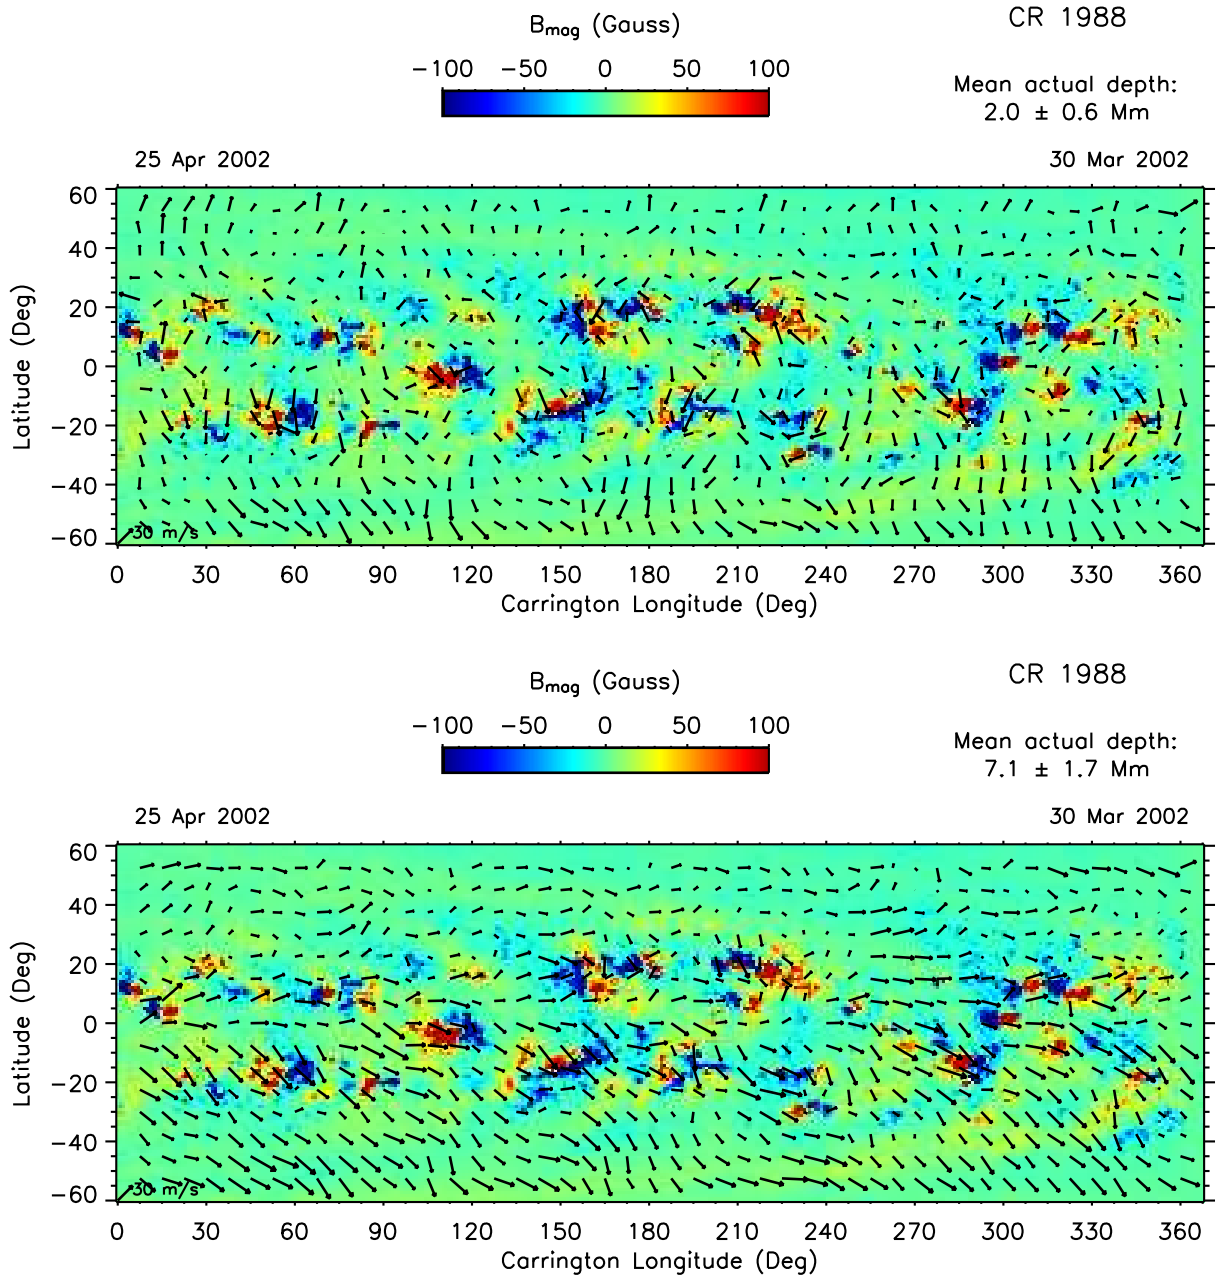 B_mag (Gauss)
CR 1988
−100 −50 0 50 100
Mean actual depth:
2.0 ± 0.6 Mm
25 Apr 2002
30 Mar 2002
60
40
20
0
−20
−40
−60
Latitude (Deg)
30 m/s
0 30 60 90 120 150 180 210 240 270 300 330 360
Carrington Longitude (Deg)
B_mag (Gauss)
CR 1988
−100 −50 0 50 100
Mean actual depth:
7.1 ± 1.7 Mm
25 Apr 2002
30 Mar 2002
60
40
20
0
−20
−40
−60
Latitude (Deg)
30 m/s
0 30 60 90 120 150 180 210 240 270 300 330 360
Carrington Longitude (Deg)